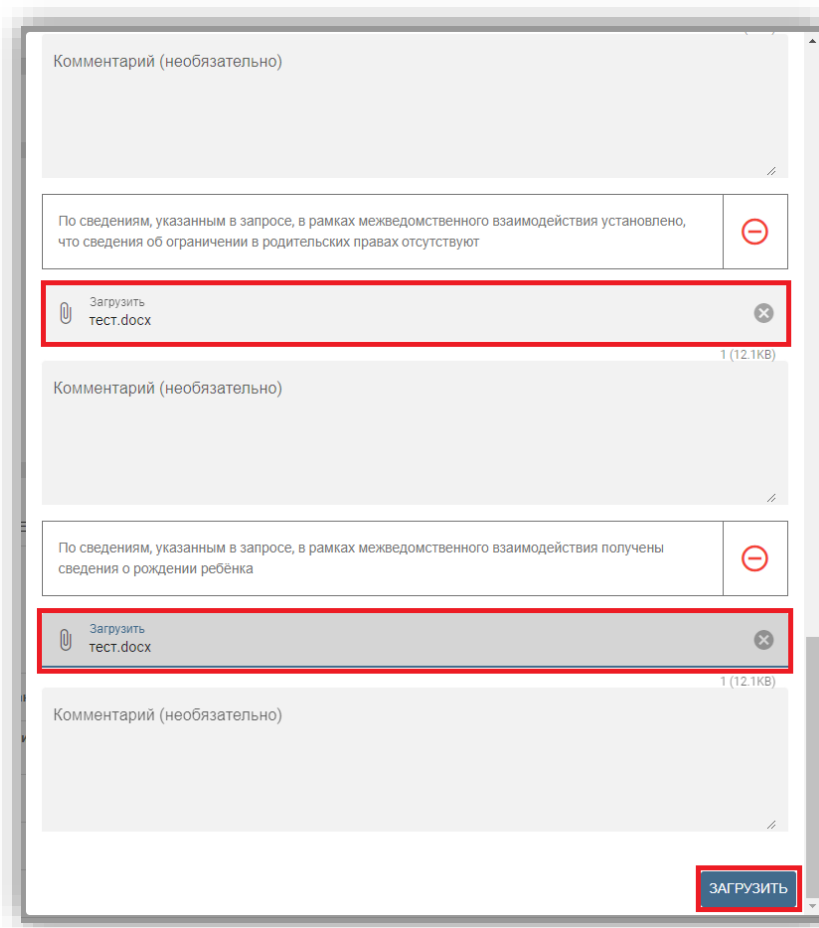 Комментарий (необязательно)
По сведениям, указанным в запросе, в рамках межведомственного взаимодействия установлено,
что сведения об ограничении в родительских правах отсутствуют
Загрузить
тест.docx
1 (12.1KB)
Комментарий (необязательно)
По сведениям, указанным в запросе, в рамках межведомственного взаимодействия получены
сведения о рождении ребёнка
Загрузить
тест.docx
1 (12.1KB)
Комментарий (необязательно)
ЗАГРУЗИТЬ